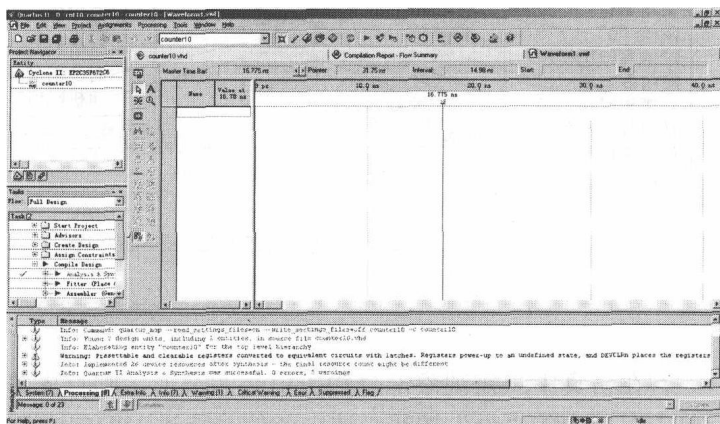 Quartus II - D: cnt10 counter10 - counter10 - [Waveform1.vwf]
File Edit View Project Assignments Processing Tools Window Help
counter10
Project Navigator
Entity
Cyclone II: EP2C35F672C6
counter10
counter10.vhd
Compilation Report - Flow Summary
Waveform1.vwf
Master Time Bar: 16.775 ns Pointer: 31.75 ns Interval: 14.98 ns Start: End:
Name
Value at
16.78 ns
0 ps 10.0 ns 20.0 ns 30.0 ns 40.0 ns
16.775 ns
Tasks
Flow: Full Design
Task
Start Project
Advisors
Create Design
Assign Constraints
Compile Design
Analysis & Syn
Fitter (Place &
Assembler (Gen
Type Message
Info: Command: quartus_map --read_settings_files=on --write_settings_files=off counter10 -c counter10
design units, including 1 entities, in source file counter10.vhd
Info: Elaborating entity "counter10" for the top level hierarchy
Warning: Presettable and clearable registers converted to equivalent circuits with latches. Registers power-up to an undefined state, and DEVCLRn places the registers
Info: Implemented 26 device resources after synthesis - the final resource count might be different
Info: Quartus II Analysis & Synthesis was successful. 0 errors, warnings
System (7) Processing (8) Extra Info Info (7) Warning (1) Critical Warning Error Suppressed Flag
Message: 0 of 23
For Help, press F1
Idle